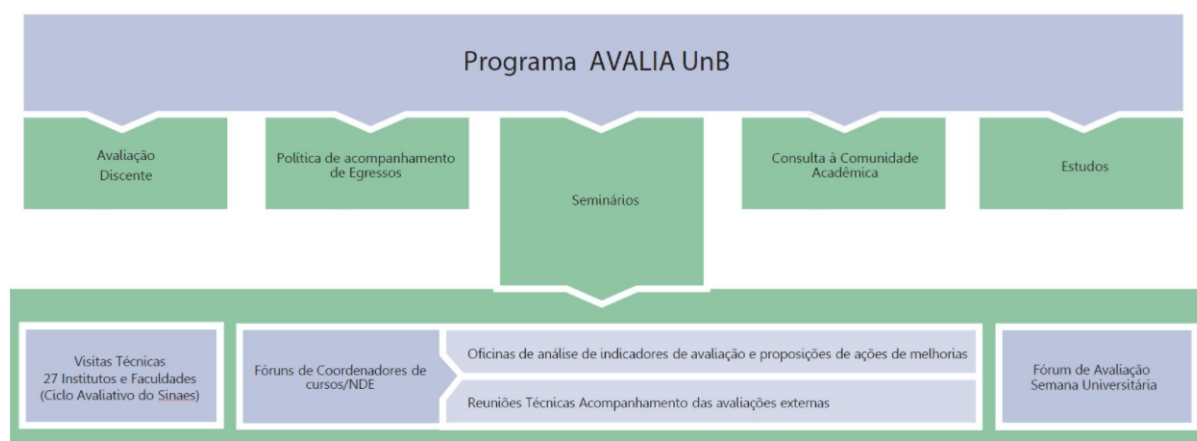 Programa AVALIA UnB
Avaliação
Discente
Política de acompanhamento
de Egressos
Seminários
Consulta à Comunidade
Acadêmica
Estudos
Visitas Técnicas
27 Institutos e Faculdades
(Ciclo Avaliativo do Sinaes)
Fóruns de Coordenadores de
cursos/NDE
Oficinas de análise de indicadores de avaliação e proposições de ações de melhorias
Reuniões Técnicas Acompanhamento das avaliações externas
Fórum de Avaliação
Semana Universitária